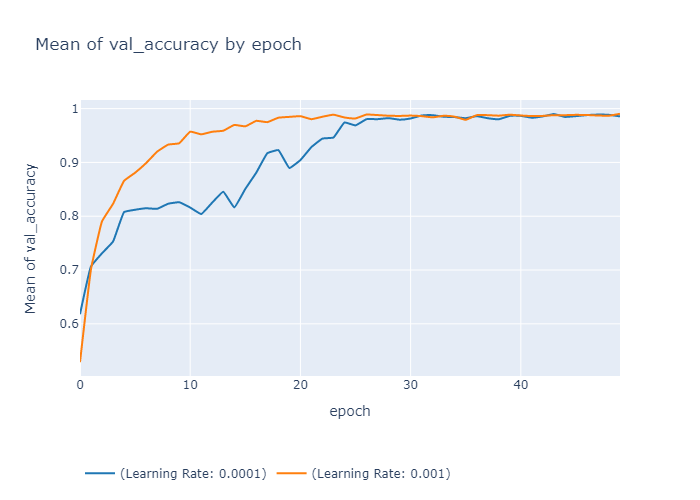 Mean of val_accuracy by epoch
1
0.9
0.8
0.7
0.6
Mean of val_accuracy
0 10 20 30 40
epoch
(Learning Rate: 0.0001) (Learning Rate: 0.001)